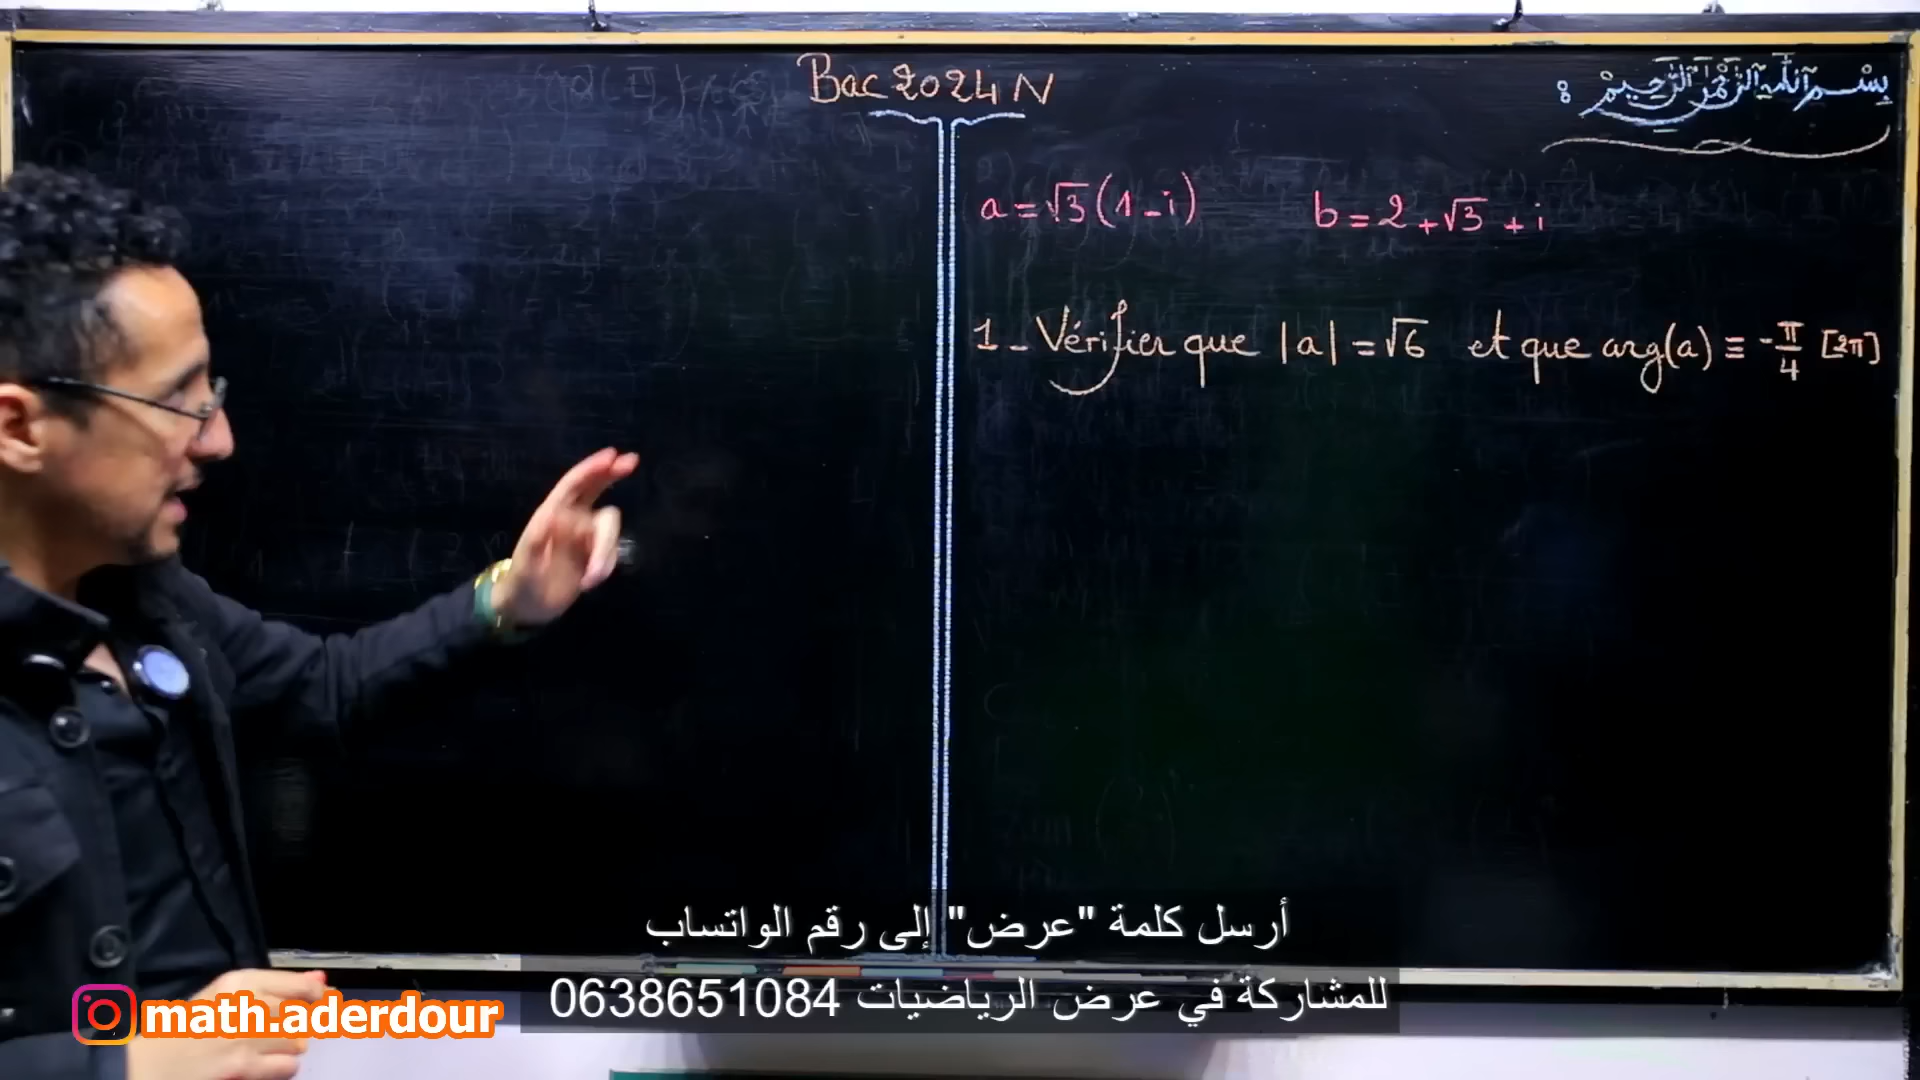 Bac 2024 N
بسم الله الرحمن الرحيم :
a = √3(1 - i)    b = 2 + √3 + i
1 - Vérifier que |a| = √6 et que arg(a) ≡ -π/4 [2π]
أرسل كلمة "عرض" إلى رقم الواتساب
للمشاركة في عرض الرياضيات 0638651084
math.aderdour